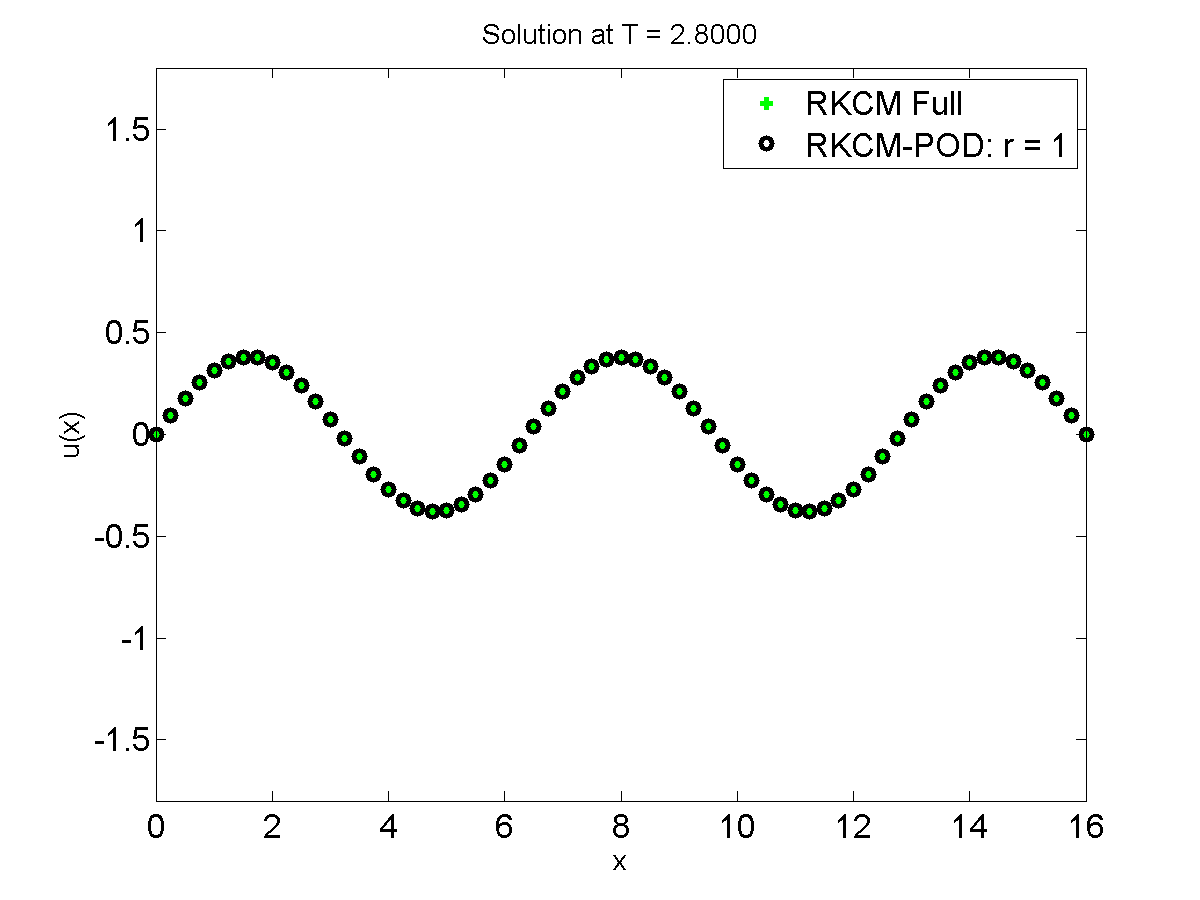 Solution at T = 2.8000
RKCM Full
RKCM-POD: r = 1
1.5
1
0.5
0
-0.5
-1
-1.5
u(x)
0 2 4 6 8 10 12 14 16
x